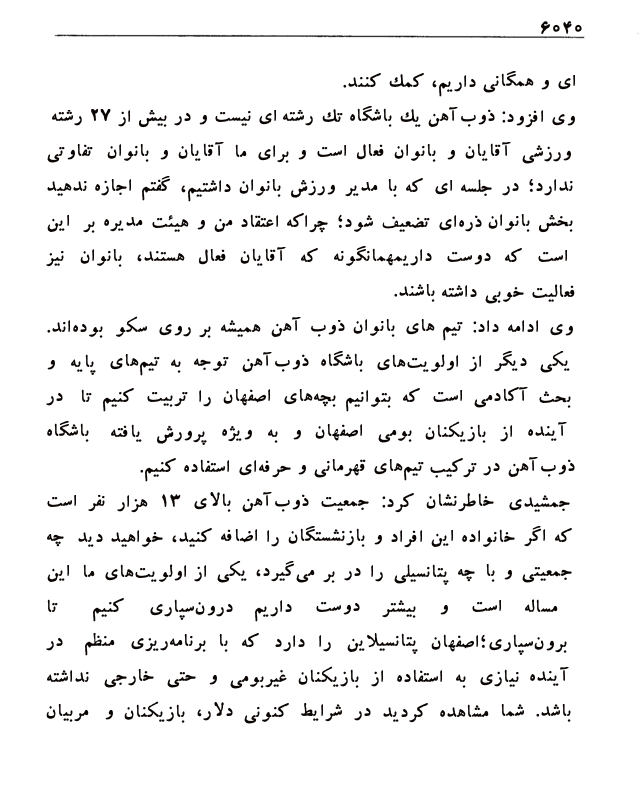 ۶۰۴۰
ای و همگانی داریم، کمك کنند.
وی افزود: ذوب‌آهن یك باشگاه تك رشته ای نیست و در بیش از ۲۷ رشته
ورزشی آقایان و بانوان فعال است و برای ما آقایان و بانوان تفاوتی
ندارد؛ در جلسه ای که با مدیر ورزش بانوان داشتیم، گفتم اجازه ندهید
بخش بانوان ذره‌ای تضعیف شود؛ چراکه اعتقاد من و هیئت مدیره بر این
است که دوست داریمهمانگونه که آقایان فعال هستند، بانوان نیز
فعالیت خوبی داشته باشند.
وی ادامه داد: تیم های بانوان ذوب آهن همیشه بر روی سکو بوده‌اند.
یکی دیگر از اولویت‌های باشگاه ذوب‌آهن توجه به تیم‌های پایه و
بحث آکادمی است که بتوانیم بچه‌های اصفهان را تربیت کنیم تا در
آینده از بازیکنان بومی اصفهان و به ویژه پرورش یافته باشگاه
ذوب‌آهن در ترکیب تیم‌های قهرمانی و حرفه‌ای استفاده کنیم.
جمشیدی خاطرنشان کرد: جمعیت ذوب‌آهن بالای ۱۳ هزار نفر است
که اگر خانواده این افراد و بازنشستگان را اضافه کنید، خواهید دید چه
جمعیتی و با چه پتانسیلی را در بر می‌گیرد، یکی از اولویت‌های ما این
مساله است و بیشتر دوست داریم درون‌سپاری کنیم تا
برون‌سپاری؛اصفهان پتانسیلاین را دارد که با برنامه‌ریزی منظم در
آینده نیازی به استفاده از بازیکنان غیربومی و حتی خارجی نداشته
باشد. شما مشاهده کردید در شرایط کنونی دلار، بازیکنان و مربیان